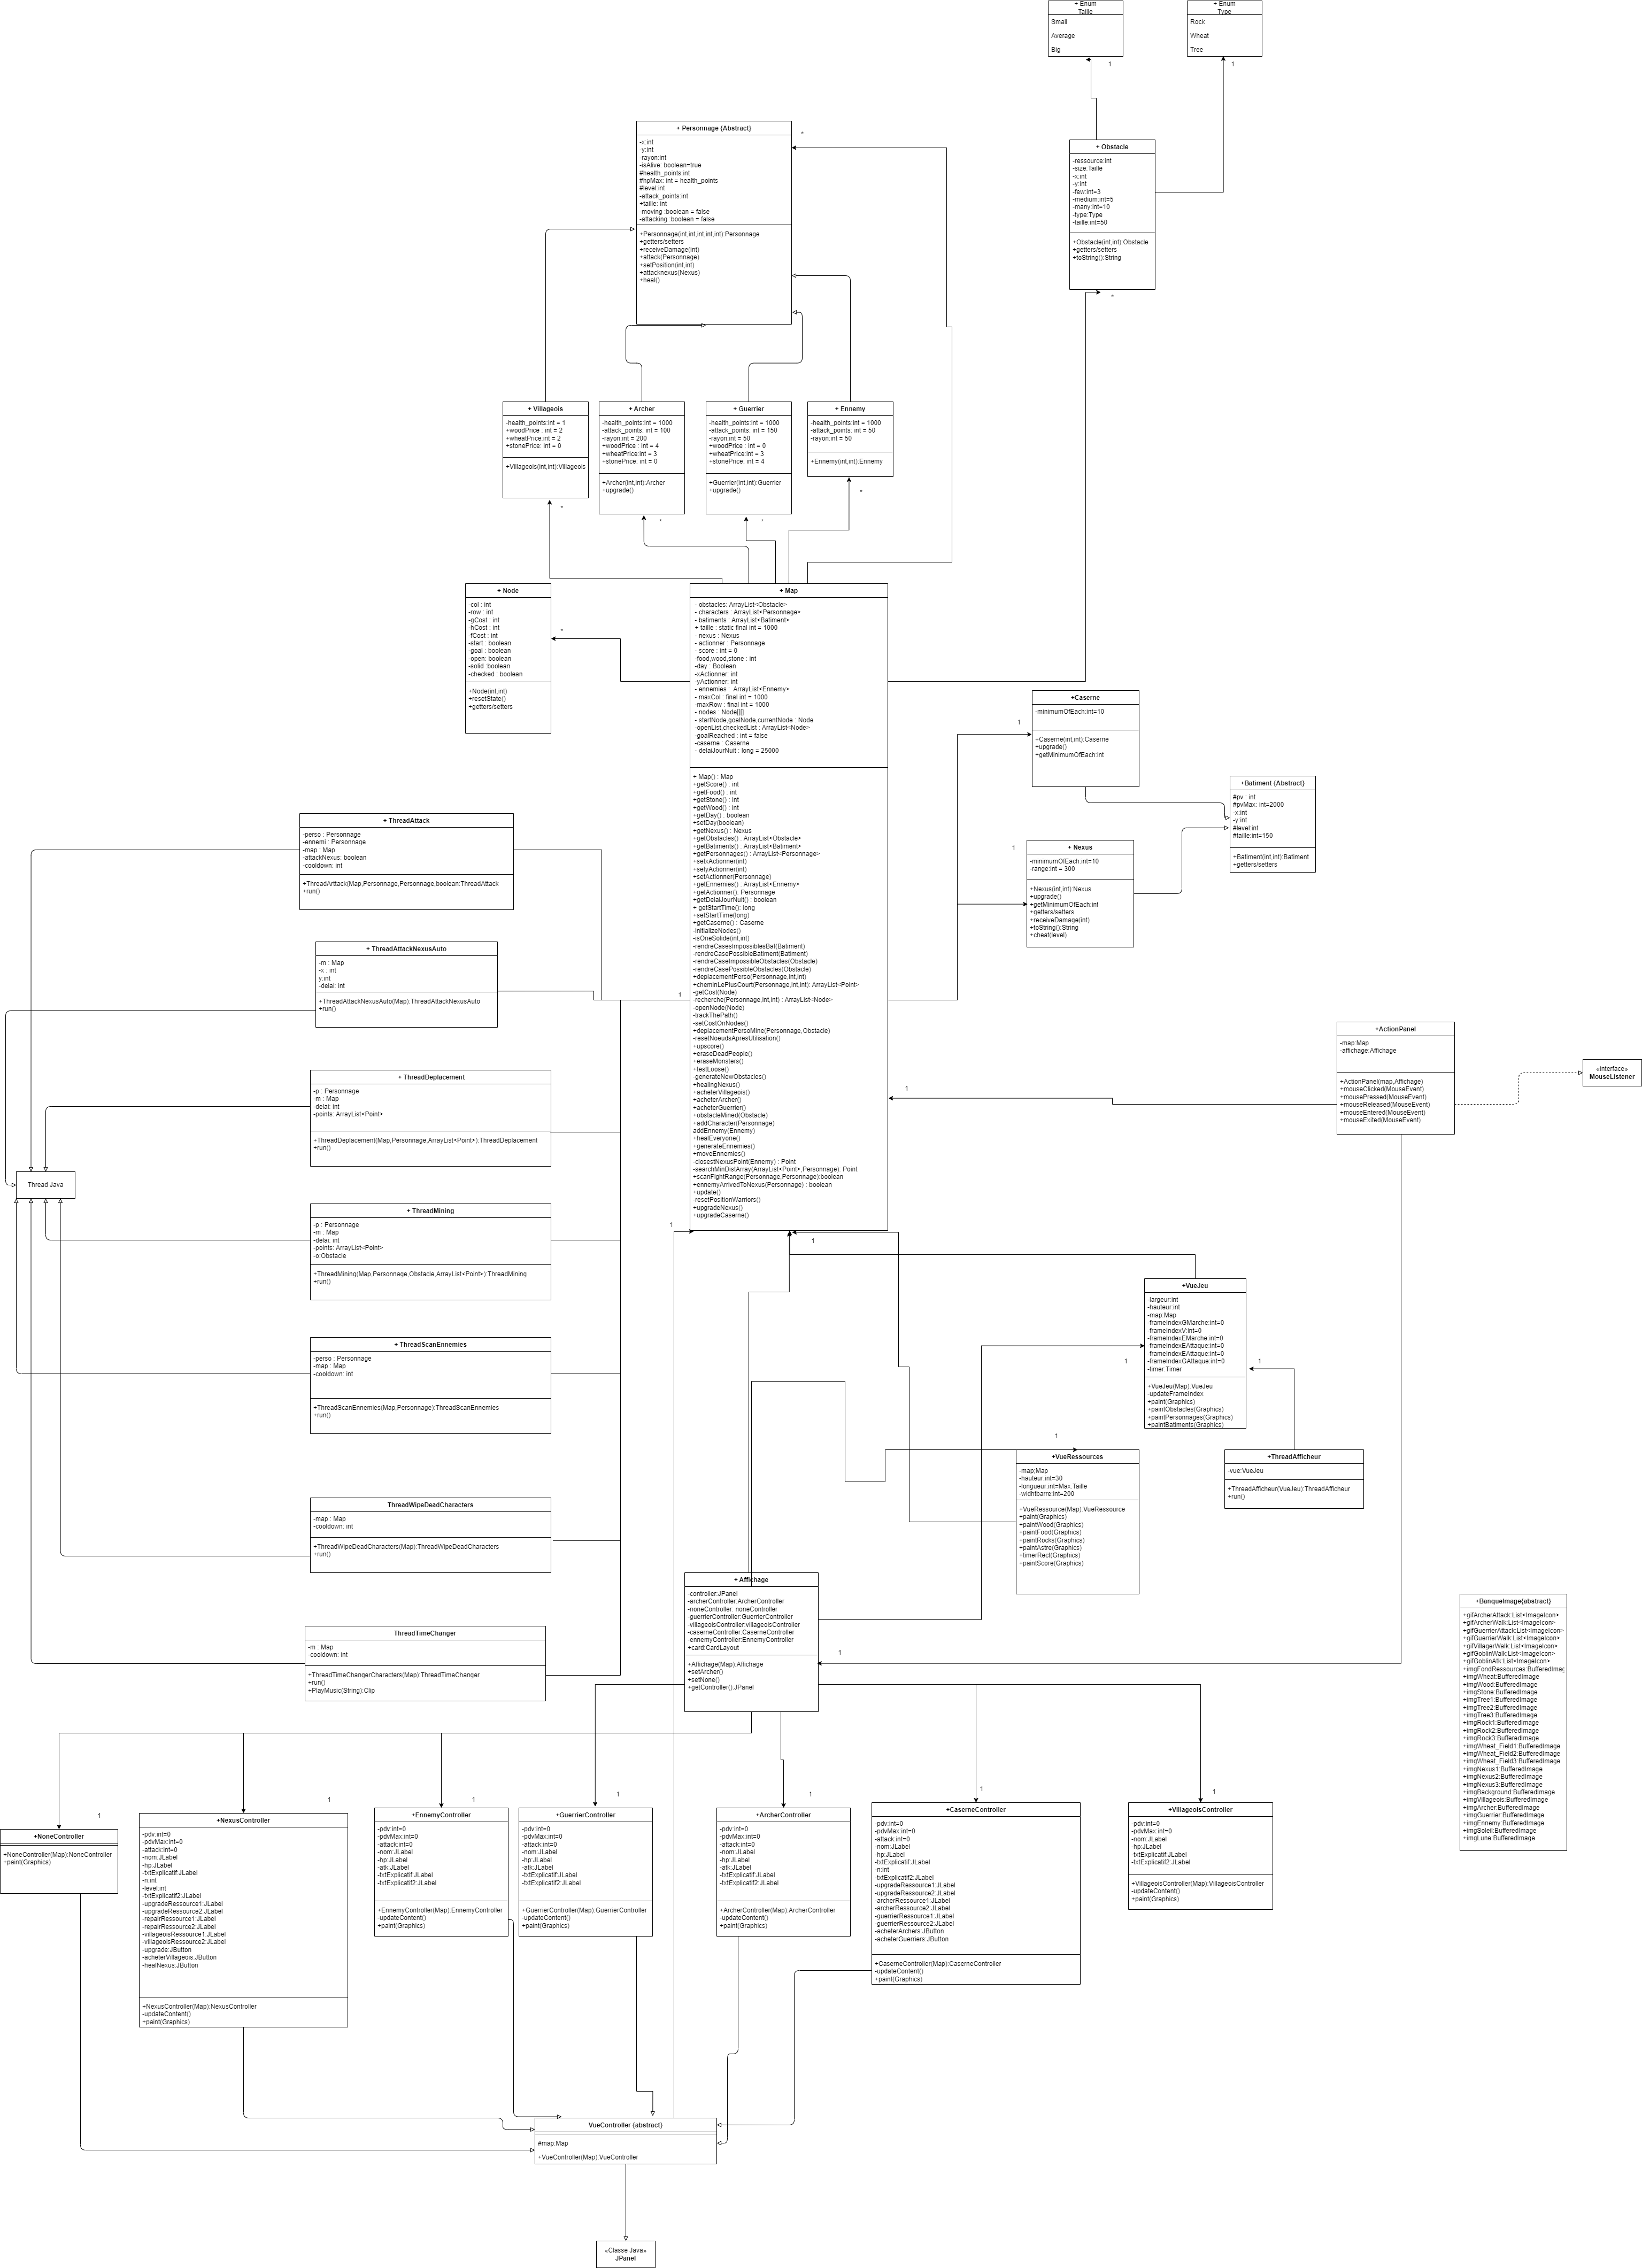 + Enum
Taille
Small
Average
Big
+ Enum
Type
Rock
Wheat
Tree
1
1
+ Personnage {Abstract}
-x:int
-y:int
-rayon:int
-isAlive: boolean=true
#health_points:int
#hpMax: int = health_points
#level:int
-attack_points:int
+taille: int
-moving :boolean = false
-attacking :boolean = false
+Personnage(int,int,int,int,int):Personnage
+getters/setters
+receiveDamage(int)
+attack(Personnage)
+setPosition(int,int)
+attacknexus(Nexus)
+heal()
*
+ Obstacle
-ressource:int
-size:Taille
-x:int
-y:int
-few:int=3
-medium:int=5
-many:int=10
-type:Type
-taille:int=50
+Obstacle(int,int):Obstacle
+getters/setters
+toString():String
*
+ Villageois
-health_points:int = 1
+woodPrice : int = 2
+wheatPrice:int = 2
+stonePrice: int = 0
+Villageois(int,int):Villageois
*
+ Archer
-health_points:int = 1000
-attack_points: int = 100
-rayon:int = 200
+woodPrice : int = 4
+wheatPrice:int = 3
+stonePrice: int = 0
+Archer(int,int):Archer
+upgrade()
*
+ Guerrier
-health_points:int = 1000
-attack_points: int = 150
-rayon:int = 50
+woodPrice : int = 0
+wheatPrice:int = 3
+stonePrice: int = 4
+Guerrier(int,int):Guerrier
+upgrade()
*
+ Ennemy
-health_points:int = 1000
-attack_points: int = 50
-rayon:int = 50
+Ennemy(int,int):Ennemy
*
+ Node
-col : int
-row : int
-gCost : int
-hCost : int
-fCost : int
-start : boolean
-goal : boolean
-open: boolean
-solid :boolean
-checked : boolean
+Node(int,int)
+resetState()
+getters/setters
*
+ Map
- obstacles: ArrayList<Obstacle>
- characters : ArrayList<Personnage>
- batiments : ArrayList<Batiment>
+ taille : static final int = 1000
- nexus : Nexus
- actionner : Personnage
- score : int = 0
-food,wood,stone : int
-day : Boolean
-xActionner: int
-yActionner: int
- ennemies : ArrayList<Ennemy>
- maxCol : final int = 1000
-maxRow : final int = 1000
- nodes : Node[][]
- startNode,goalNode,currentNode : Node
-openList,checkedList : ArrayList<Node>
-goalReached : int = false
-caserne : Caserne
- delaiJourNuit : long = 25000
+ Map() : Map
+getScore() : int
+getFood() : int
+getStone() : int
+getWood() : int
+getDay() : boolean
+setDay(boolean)
+getNexus() : Nexus
+getObstacles() : ArrayList<Obstacle>
+getBatiments() : ArrayList<Batiment>
+getPersonnages() : ArrayList<Personnage>
+setxActionner(int)
+setyActionner(int)
+setActionner(Personnage)
+getEnnemies() : ArrayList<Ennemy>
+getActioner(): Personnage
+getDelaiJourNuit() : boolean
+ getStartTime(): long
+setStartTime(long)
+getCaserne() : Caserne
-initializeNodes()
-isOneSolide(int,int)
-rendreCasesImpossiblesBat(Batiment)
-rendreCasePossibleBatiment(Batiment)
-rendreCaseImpossibleObstacles(Obstacle)
-rendreCasePossibleObstacles(Obstacle)
+deplacementPerso(Personnage,int,int)
+cheminLePlusCourt(Personnage,int,int): ArrayList<Point>
-getCost(Node)
-recherche(Personnage,int,int) : ArrayList<Node>
-openNode(Node)
-trackThePath()
-setCostOnNodes()
+deplacementPersoMine(Personnage,Obstacle)
-resetNoeudsApresUtilisation()
+upscore()
+eraseDeadPeople()
+eraseMonsters()
+testLoose()
-generateNewObstacles()
+healingNexus()
+ acheterVillageois()
+ acheterArcher()
+ acheterGuerrier()
+obstacleMined(Obstacle)
+addCharacter(Personnage)
addEnnemy(Ennemy)
+healEveryone()
+generateEnnemies()
+moveEnnemies()
-closestNexusPoint(Ennemy) : Point
-searchMinDistArray(ArrayList<Point>,Personnage): Point
+scanFightRange(Personnage,Personnage):boolean
+ennemyArrivedToNexus(Personnage) : boolean
+update()
-resetPositionWarriors()
+upgradeNexus()
+upgradeCaserne()
+Caserne
-minimumOfEach:int=10
+Caserne(int,int):Caserne
+upgrade()
+getMinimumOfEach:int
1
+Batiment {Abstract}
#pv : int
#pvMax: int=2000
-x:int
-y:int
#level:int
#taille:int=150
+Batiment(int,int):Batiment
+getters/setters
+ Nexus
-minimumOfEach:int=10
-range:int = 300
+Nexus(int,int):Nexus
+upgrade()
+getMinimumOfEach:int
+getters/setters
+receiveDamage(int)
+toString():String
+cheat(level)
1
+ ThreadAttack
-perso : Personnage
-ennemi : Personnage
-map : Map
-attackNexus: boolean
-cooldown: int
+ThreadArttack(Map,Personnage,Personnage,boolean:ThreadAttack
+run()
+ ThreadAttackNexusAuto
-m : Map
-x : int
y:int
-delai: int
+ThreadAttackNexusAuto(Map):ThreadAttackNexusAuto
+run()
1
+ ThreadDeplacement
-p : Personnage
-m : Map
-delai: int
-points: ArrayList<Point>
+ThreadDeplacement(Map,Personnage,ArrayList<Point>):ThreadDeplacement
+run()
Thread Java
+ ThreadMining
-p : Personnage
-m : Map
-delai: int
-points: ArrayList<Point>
-o:Obstacle
+ThreadMining(Map,Personnage,Obstacle,ArrayList<Point>):ThreadMining
+run()
+ ThreadScanEnnemies
-perso : Personnage
-map : Map
-cooldown: int
+ThreadScanEnnemies(Map,Personnage):ThreadScanEnnemies
+run()
ThreadWipeDeadCharacters
-map : Map
-cooldown: int
+ThreadWipeDeadCharacters(Map):ThreadWipeDeadCharacters
+run()
ThreadTimeChanger
-m : Map
-cooldown: int
+ThreadTimeChangerCharacters(Map):ThreadTimeChanger
+run()
+PlayMusic(String):Clip
+ActionPanel
-map:Map
-affichage:Affichage
+ActionPanel(map,Affichage)
+mouseClicked(MouseEvent)
+mousePressed(MouseEvent)
+mouseReleased(MouseEvent)
+mouseEntered(MouseEvent)
+mouseExited(MouseEvent)
«interface»
MouseListener
1
1
1
+VueJeu
-largeur:int
-hauteur:int
-map:Map
-frameIndexGMarche:int=0
-frameIndexV:int=0
-frameIndexEMarche:int=0
-frameIndexEAttaque:int=0
-frameIndexEAttaque:int=0
-frameIndexGAttaque:int=0
-timer:Timer
+VueJeu(Map):VueJeu
-updateFrameIndex
+paint(Graphics)
+paintObstacles(Graphics)
+paintPersonnages(Graphics)
+paintBatiments(Graphics)
1
1
+ThreadAfficheur
-vue:VueJeu
+ThreadAfficheur(VueJeu):ThreadAfficheur
+run()
1
+VueRessources
-map;Map
-hauteur:int=30
-longueur:int=Max.Taille
-widhtbarre:int=200
+VueRessource(Map):VueRessource
+paint(Graphics)
+paintWood(Graphics)
+paintFood(Graphics)
+paintRocks(Graphics)
+paintAstre(Graphics)
+timerRect(Graphics)
+paintScore(Graphics)
+ Affichage
-controller:JPanel
-archerController:ArcherController
-noneController: noneController
-guerrierController:GuerrierController
-villageoisController:villageoisController
-caserneController:CaserneController
-ennemyController:EnnemyController
+card:CardLayout
+Affichage(Map):Affichage
+setArcher()
+setNone()
+getController():JPanel
1
+BanqueImage{abstract}
+gifArcherAttack:List<ImageIcon>
+gifArcherWalk:List<ImageIcon>
+gifGuerrierAttack:List<ImageIcon>
+gifGuerrierWalk:List<ImageIcon>
+gifVillagerWalk:List<ImageIcon>
+gifGoblinWalk:List<ImageIcon>
+gifGoblinAtk:List<ImageIcon>
+imgFondRessources:BufferedImag
+imgWheat:BufferedImage
+imgWood:BufferedImage
+imgStone:BufferedImage
+imgTree1:BufferedImage
+imgTree2:BufferedImage
+imgTree3:BufferedImage
+imgRock1:BufferedImage
+imgRock2:BufferedImage
+imgRock3:BufferedImage
+imgWheat_Field1:BufferedImage
+imgWheat_Field2:BufferedImage
+imgWheat_Field3:BufferedImage
+imgNexus1:BufferedImage
+imgNexus2:BufferedImage
+imgNexus3:BufferedImage
+imgBackground:BufferedImage
+imgVillageois:BufferedImage
+imgArcher:BufferedImage
+imgGuerrier:BufferedImage
+imgEnnemy:BufferedImage
+imgSoleil:BufferedImage
+imgLune:BufferedImage
1
+NoneController
+NoneController(Map):NoneController
+paint(Graphics)
1
+NexusController
-pdv:int=0
-pdvMax:int=0
-attack:int=0
-nom:JLabel
-hp:JLabel
-txtExplicatif:JLabel
-n:int
-level:int
-txtExplicatif2:JLabel
-upgradeRessource1:JLabel
-upgradeRessource2:JLabel
-repairRessource1:JLabel
-repairRessource2:JLabel
-villageoisRessource1:JLabel
-villageoisRessource2:JLabel
-upgrade:JButton
-acheterVillageois:JButton
-healNexus:JButton
+NexusController(Map):NexusController
-updateContent()
+paint(Graphics)
1
+EnnemyController
-pdv:int=0
-pdvMax:int=0
-attack:int=0
-nom:JLabel
-hp:JLabel
-atk:JLabel
-txtExplicatif:JLabel
-txtExplicatif2:JLabel
+EnnemyController(Map):EnnemyController
-updateContent()
+paint(Graphics)
1
+GuerrierController
-pdv:int=0
-pdvMax:int=0
-attack:int=0
-nom:JLabel
-hp:JLabel
-atk:JLabel
-txtExplicatif:JLabel
-txtExplicatif2:JLabel
+GuerrierController(Map):GuerrierController
-updateContent()
+paint(Graphics)
1
+ArcherController
-pdv:int=0
-pdvMax:int=0
-attack:int=0
-nom:JLabel
-hp:JLabel
-atk:JLabel
-txtExplicatif:JLabel
-txtExplicatif2:JLabel
+ArcherController(Map):ArcherController
-updateContent()
+paint(Graphics)
1
+CaserneController
-pdv:int=0
-pdvMax:int=0
-attack:int=0
-nom:JLabel
-hp:JLabel
-txtExplicatif:JLabel
-n:int
-txtExplicatif2:JLabel
-upgradeRessource1:JLabel
-upgradeRessource2:JLabel
-archerRessource1:JLabel
-archerRessource2:JLabel
-guerrierRessource1:JLabel
-guerrierRessource2:JLabel
-acheterArchers:JButton
-acheterGuerriers:JButton
+CaserneController(Map):CaserneController
-updateContent()
+paint(Graphics)
1
+VillageoisController
-pdv:int=0
-pdvMax:int=0
-nom:JLabel
-hp:JLabel
-txtExplicatif:JLabel
-txtExplicatif2:JLabel
+VillageoisController(Map):VillageoisController
-updateContent()
+paint(Graphics)
VueController {abstract}
#map:Map
+VueController(Map):VueController
«Classe Java»
JPanel